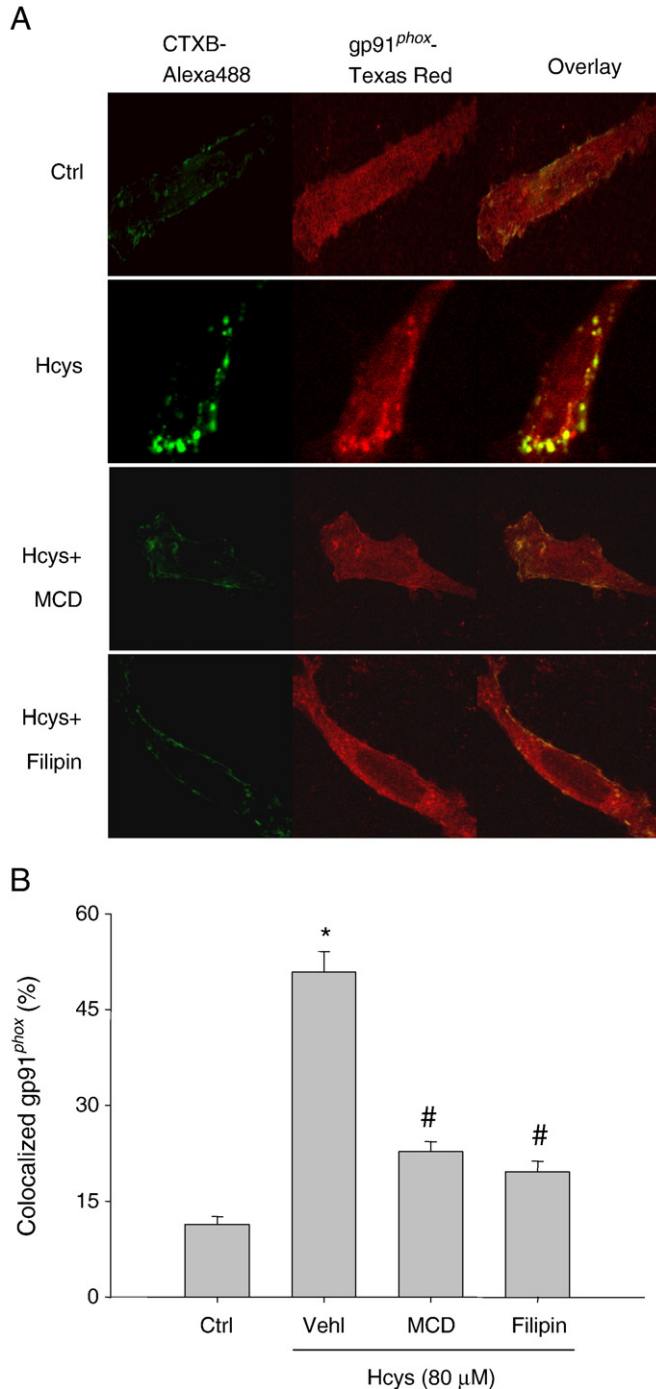 A
CTXB-
Alexa488
gp91phox-
Texas Red
Overlay
Ctrl
Hcys
Hcys+
MCD
Hcys+
Filipin
B
Colocalized gp91phox (%)
60
45
30
15
0
*
#
#
Ctrl
Vehl
MCD
Filipin
Hcys (80 μM)